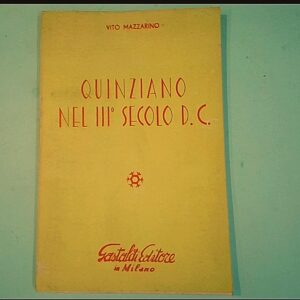 VITO MAZZARINO
QUINZIANO
NEL III° SECOLO D.C.
Gastaldi Editore
in Milano